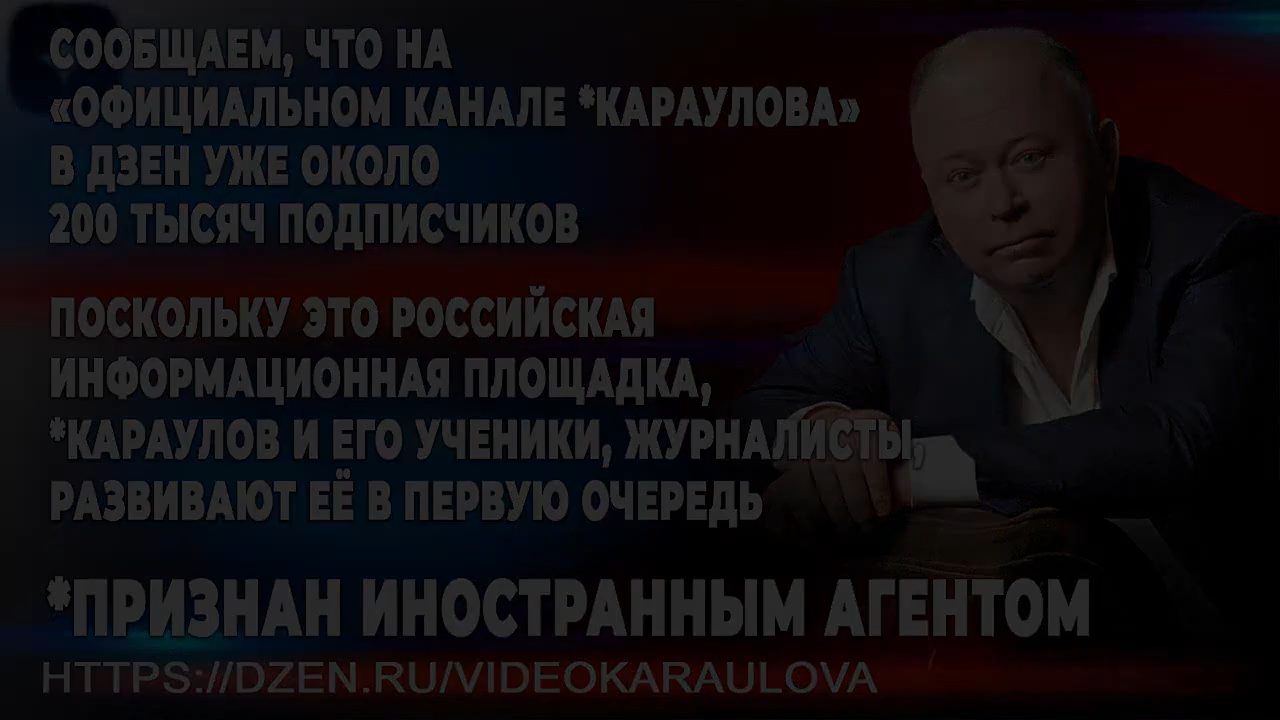 СООБЩАЕМ, ЧТО НА
«ОФИЦИАЛЬНОМ КАНАЛЕ *КАРАУЛОВА»
В ДЗЕН УЖЕ ОКОЛО
200 ТЫСЯЧ ПОДПИСЧИКОВ
ПОСКОЛЬКУ ЭТО РОССИЙСКАЯ
ИНФОРМАЦИОННАЯ ПЛОЩАДКА,
*КАРАУЛОВ И ЕГО УЧЕНИКИ, ЖУРНАЛИСТЫ,
РАЗВИВАЮТ ЕЁ В ПЕРВУЮ ОЧЕРЕДЬ
*ПРИЗНАН ИНОСТРАННЫМ АГЕНТОМ
HTTPS://DZEN.RU/VIDEOKARAULOVA